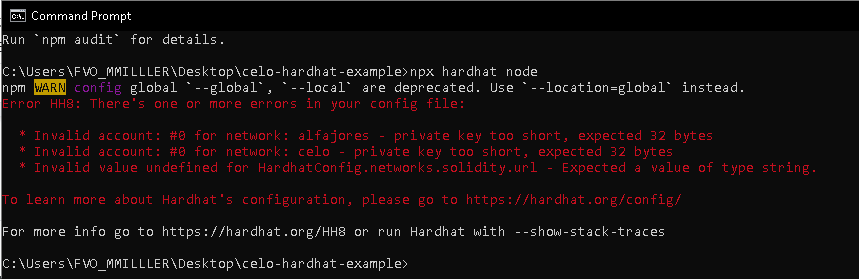 Command Prompt
Run `npm audit` for details.
C:\Users\FVO_MMILLLER\Desktop\celo-hardhat-example>npx hardhat node
npm WARN config global `--global`, `--local` are deprecated. Use `--location=global` instead.
Error HH8: There's one or more errors in your config file:
* Invalid account: #0 for network: alfajores - private key too short, expected 32 bytes
* Invalid account: #0 for network: celo - private key too short, expected 32 bytes
* Invalid value undefined for HardhatConfig.networks.solidity.url - Expected a value of type string.
To learn more about Hardhat's configuration, please go to https://hardhat.org/config/
For more info go to https://hardhat.org/HH8 or run Hardhat with --show-stack-traces
C:\Users\FVO_MMILLLER\Desktop\celo-hardhat-example>